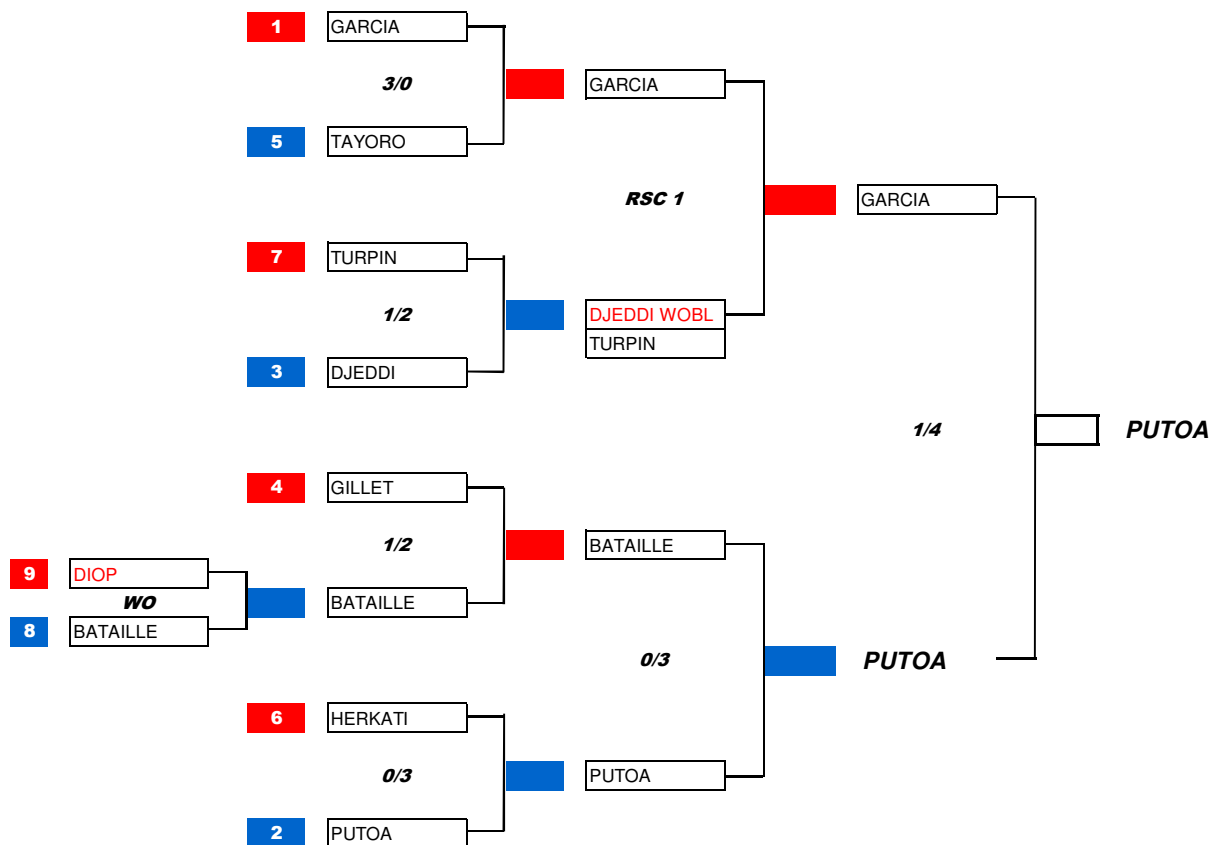 1 GARCIA
3/0
GARCIA
5 TAYORO
RSC 1
GARCIA
7 TURPIN
1/2
DJEDDI WOBL
TURPIN
3 DJEDDI
1/4
PUTOA
4 GILLET
1/2
BATAILLE
9 DIOP
WO
BATAILLE
8 BATAILLE
0/3
PUTOA
6 HERKATI
0/3
PUTOA
2 PUTOA